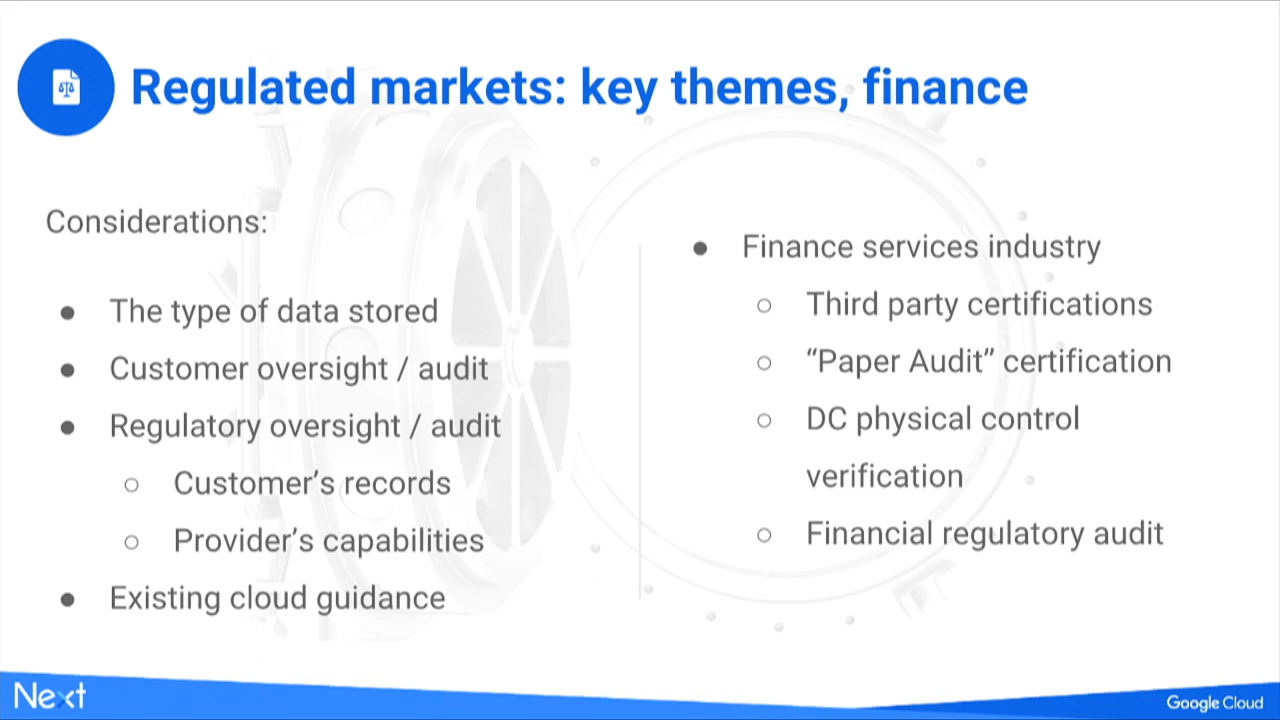 Regulated markets: key themes, finance
Considerations:
● The type of data stored
● Customer oversight / audit
● Regulatory oversight / audit
○ Customer’s records
○ Provider’s capabilities
● Existing cloud guidance
● Finance services industry
○ Third party certifications
○ “Paper Audit” certification
○ DC physical control
verification
○ Financial regulatory audit
Next
Google Cloud